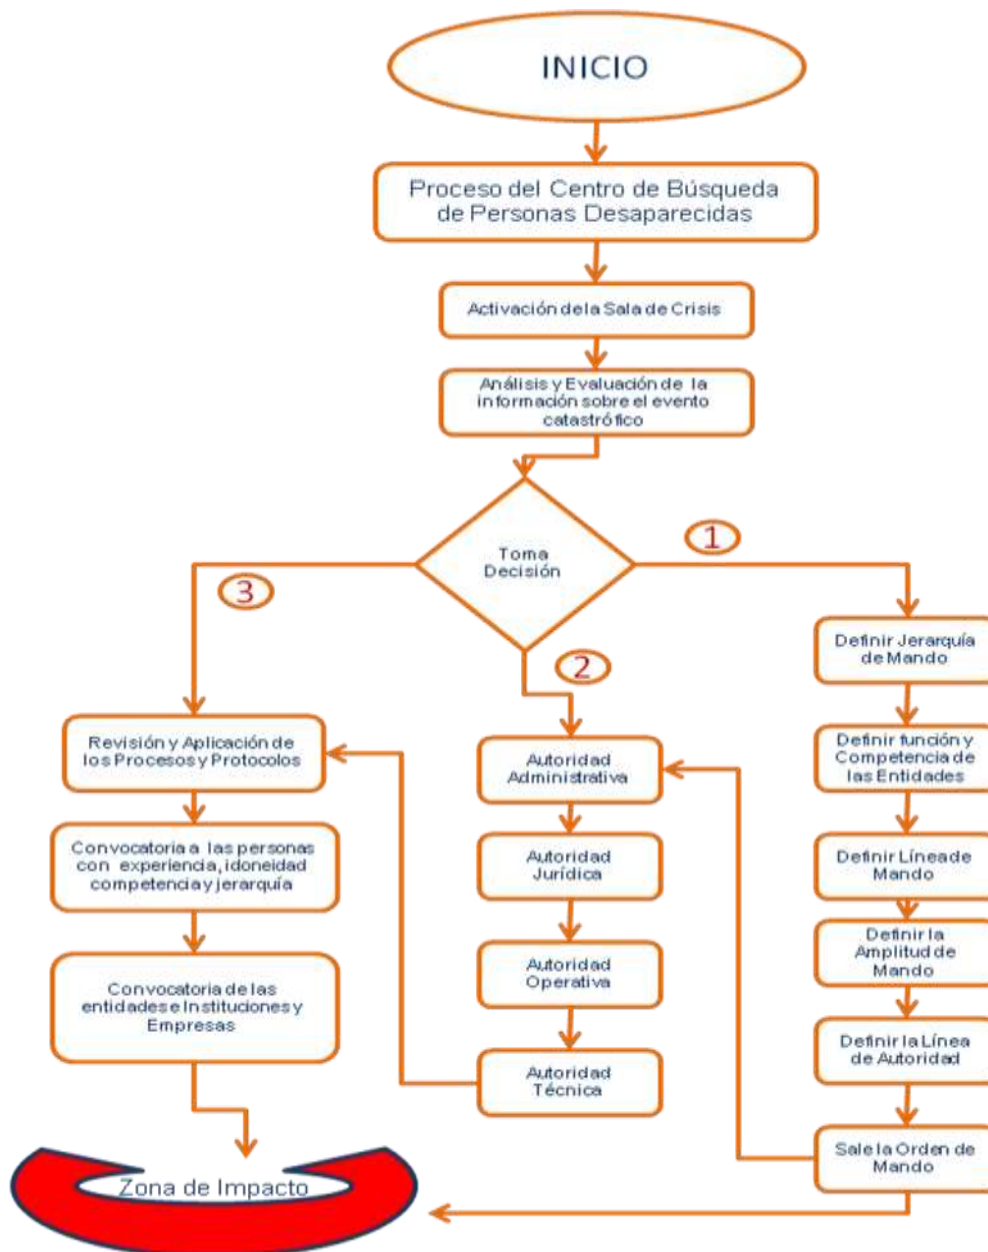 INICIO
Proceso del Centro de Búsqueda
de Personas Desaparecidas
Activación de la Sala de Crisis
Análisis y Evaluación de la
información sobre el evento
catastrófico
Toma
Decisión
1
Definir Jerarquía
de Mando
Definir función y
Competencia de
las Entidades
Definir Línea de
Mando
Definir la
Amplitud de
Mando
Definir la Línea
de Autoridad
Sale la Orden de
Mando
2
Autoridad
Administrativa
Autoridad
Jurídica
Autoridad
Operativa
Autoridad
Técnica
3
Revisión y Aplicación de
los Procesos y Protocolos
Convocatoria a las personas
con experiencia, idoneidad
competencia y jerarquía
Convocatoria de las
entidades e Instituciones y
Empresas
Zona de Impacto